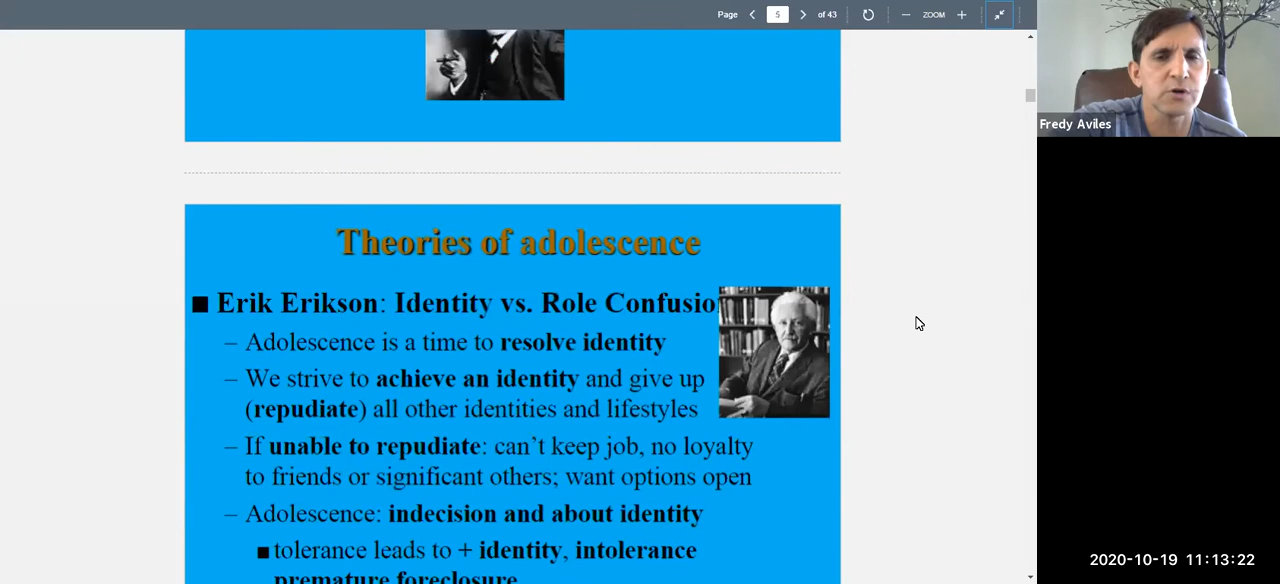 Page 5 of 43 ZOOM
Fredy Aviles
Theories of adolescence
■ Erik Erikson: Identity vs. Role Confusio
– Adolescence is a time to resolve identity
– We strive to achieve an identity and give up
(repudiate) all other identities and lifestyles
– If unable to repudiate: can't keep job, no loyalty
to friends or significant others; want options open
– Adolescence: indecision and about identity
■ tolerance leads to + identity, intolerance
premature foreclosure
2020-10-19 11:13:22